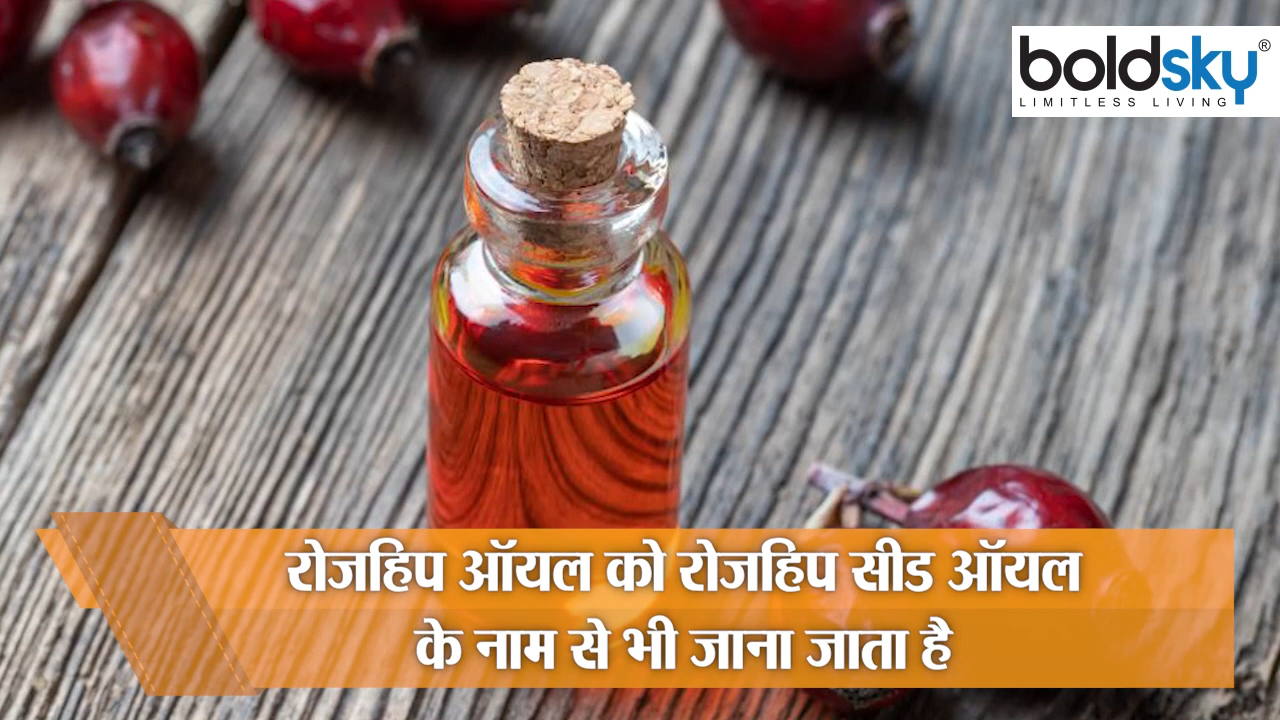 boldsky®
LIMITLESS LIVING
रोजहिप ऑयल को रोजहिप सीड ऑयल
के नाम से भी जाना जाता है